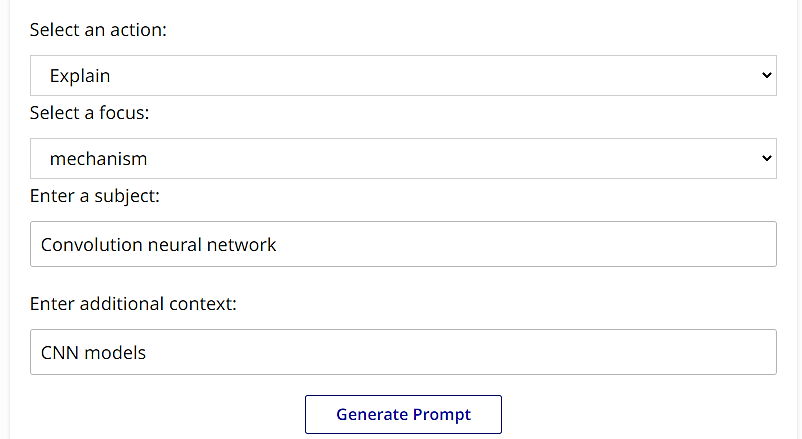 Select an action:
Explain
Select a focus:
mechanism
Enter a subject:
Convolution neural network
Enter additional context:
CNN models
Generate Prompt